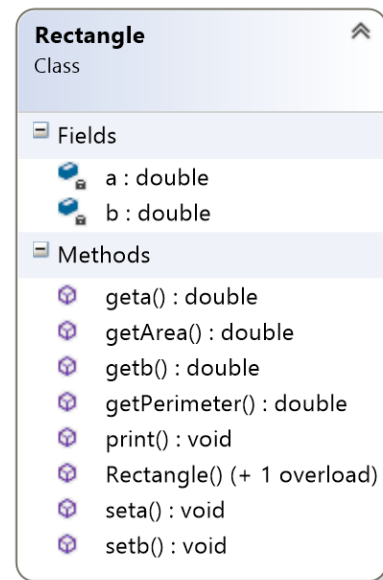 Rectangle
Class
Fields
a : double
b : double
Methods
geta() : double
getArea() : double
getb() : double
getPerimeter() : double
print() : void
Rectangle() (+ 1 overload)
seta() : void
setb() : void